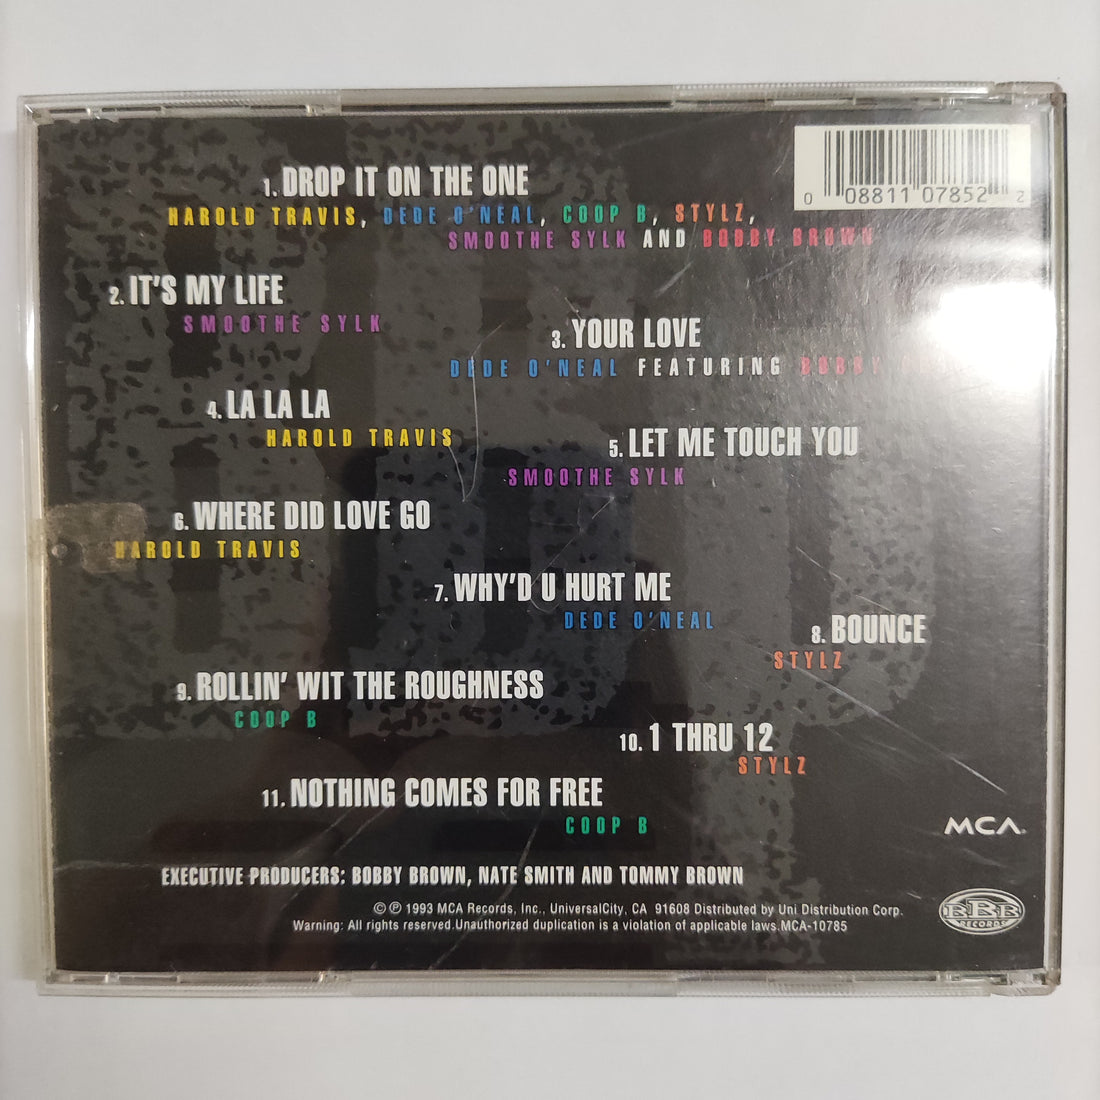 0 08811 07852 2
1. DROP IT ON THE ONE
HAROLD TRAVIS, DEDE O'NEAL, COOP B, STYLZ,
SMOOTHE SYLK AND BOBBY BROWN
2. IT'S MY LIFE
SMOOTHE SYLK
3. YOUR LOVE
DEDE O'NEAL FEATURING BOBBY
4. LA LA LA
HAROLD TRAVIS
5. LET ME TOUCH YOU
SMOOTHE SYLK
6. WHERE DID LOVE GO
HAROLD TRAVIS
7. WHY'D U HURT ME
DEDE O'NEAL
8. BOUNCE
STYLZ
9. ROLLIN' WIT THE ROUGHNESS
COOP B
10. 1 THRU 12
STYLZ
11. NOTHING COMES FOR FREE
COOP B
MCA.
EXECUTIVE PRODUCERS: BOBBY BROWN, NATE SMITH AND TOMMY BROWN
© ℗ 1993 MCA Records, Inc., UniversalCity, CA 91608 Distributed by Uni Distribution Corp.
Warning: All rights reserved.Unauthorized duplication is a violation of applicable laws.MCA-10785
RECORDS